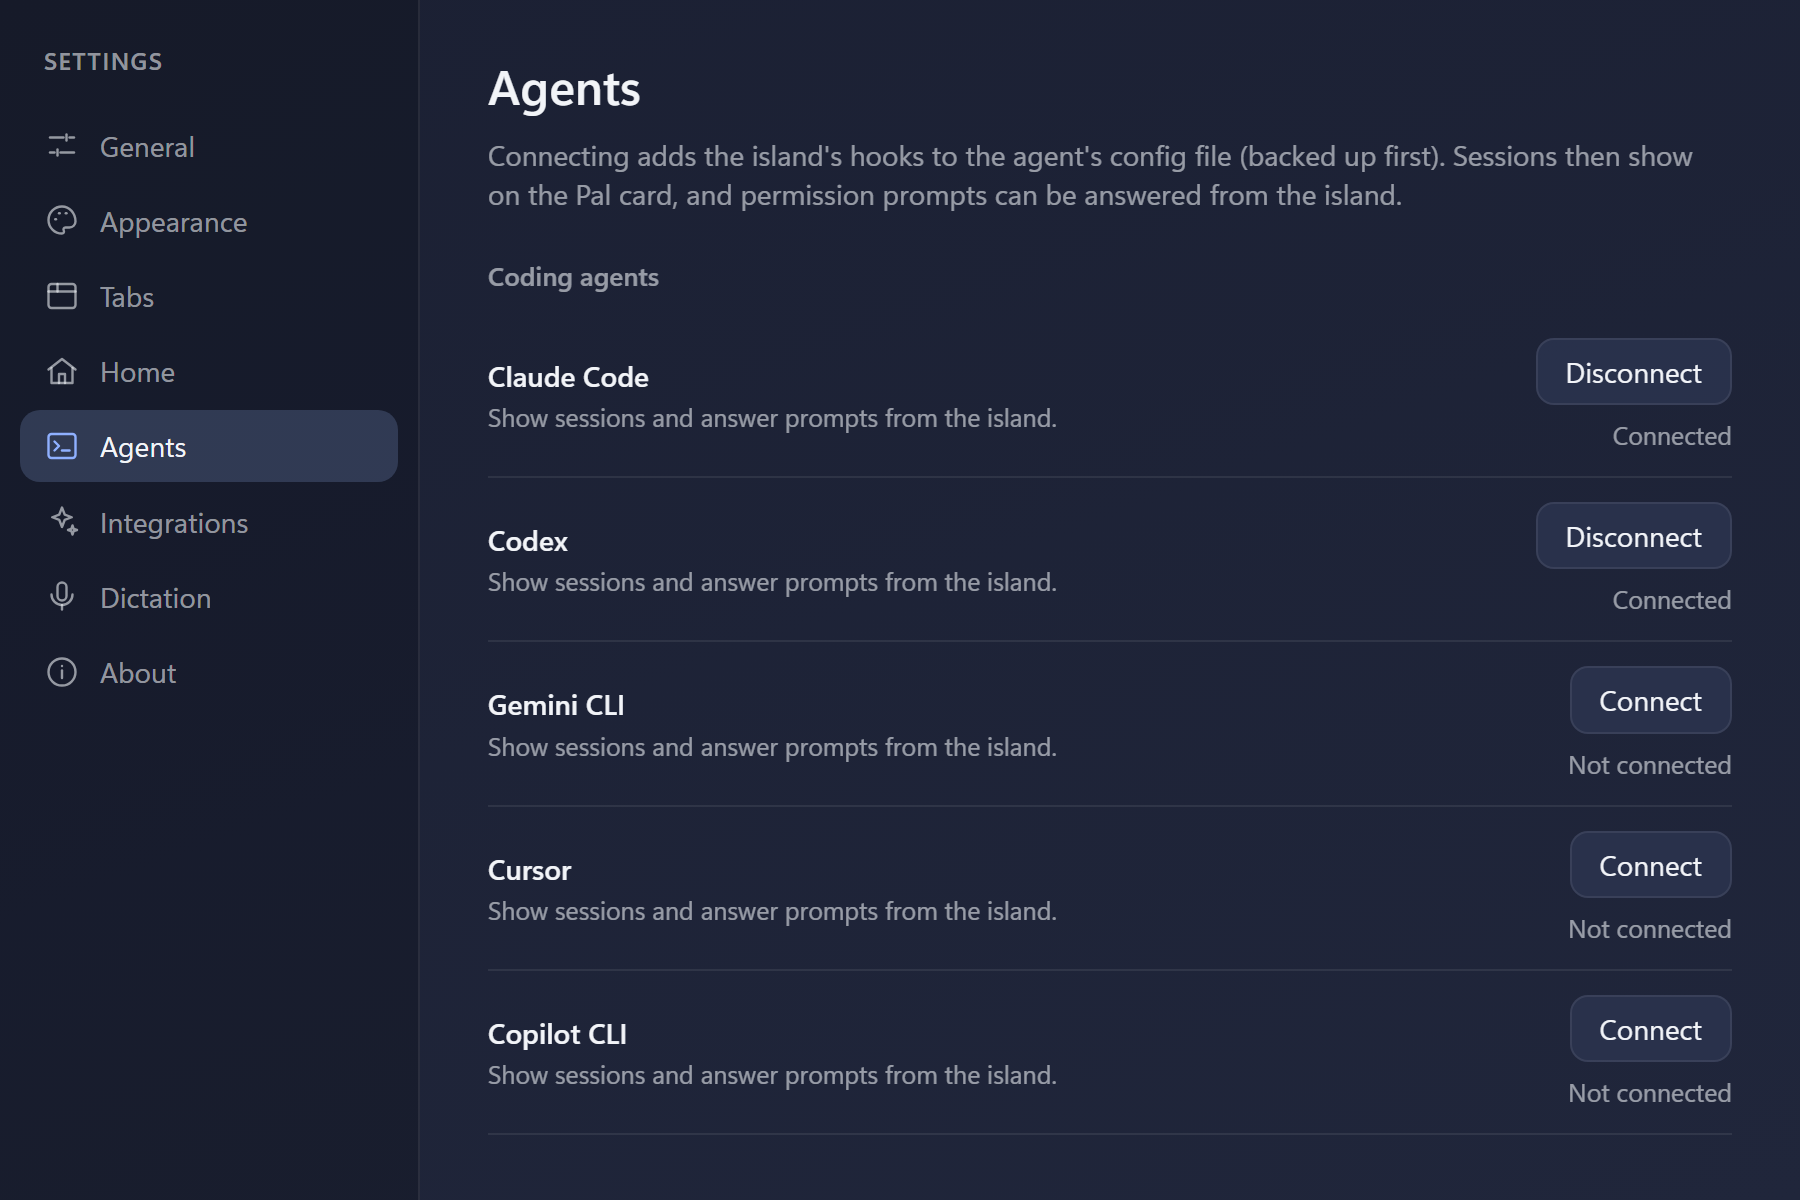 SETTINGS
General
Appearance
Tabs
Home
Agents
Integrations
Dictation
About
Agents
Connecting adds the island's hooks to the agent's config file (backed up first). Sessions then show
on the Pal card, and permission prompts can be answered from the island.
Coding agents
Claude Code
Show sessions and answer prompts from the island.
Disconnect
Connected
Codex
Show sessions and answer prompts from the island.
Disconnect
Connected
Gemini CLI
Show sessions and answer prompts from the island.
Connect
Not connected
Cursor
Show sessions and answer prompts from the island.
Connect
Not connected
Copilot CLI
Show sessions and answer prompts from the island.
Connect
Not connected